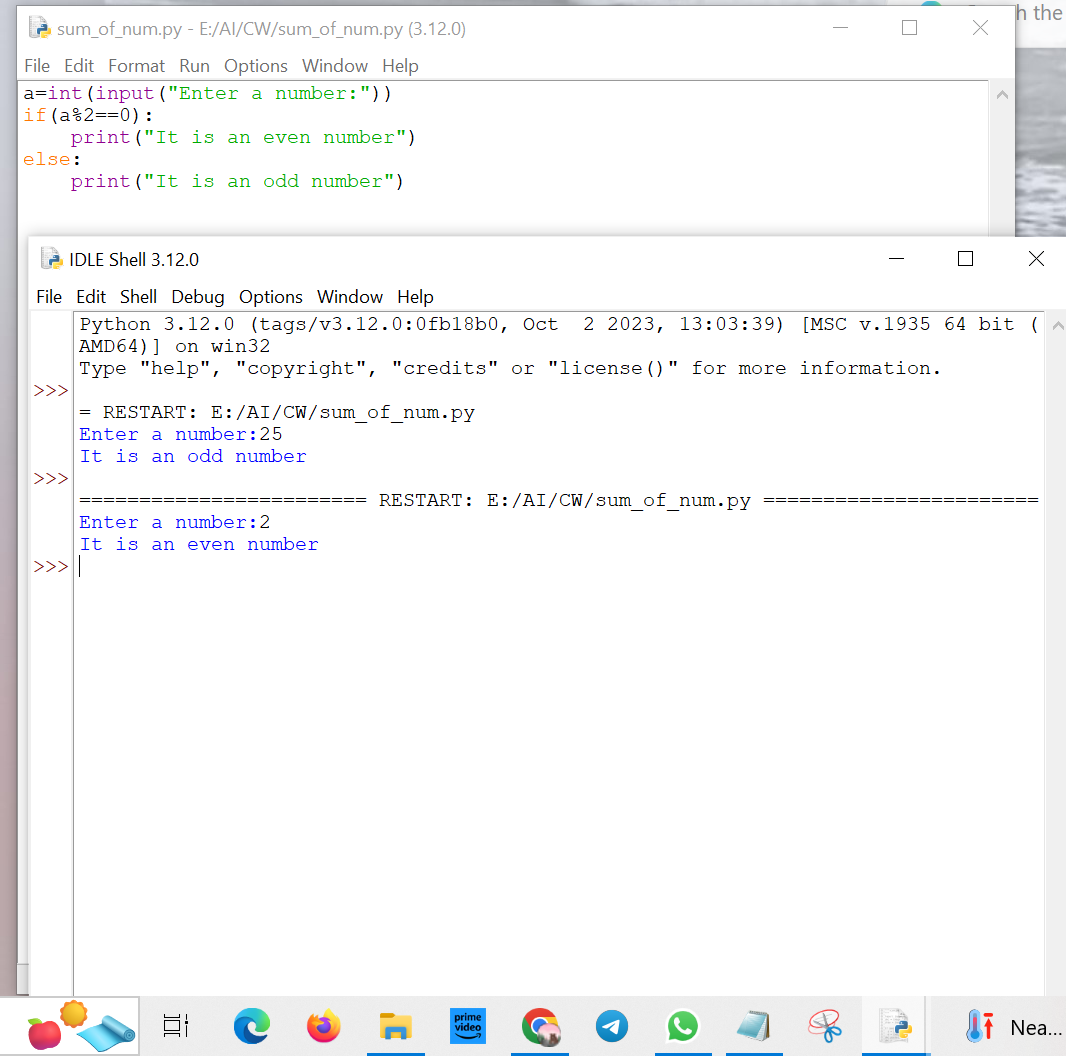 h the
sum_of_num.py - E:/AI/CW/sum_of_num.py (3.12.0)
File Edit Format Run Options Window Help
a=int(input("Enter a number:"))
if(a%2==0):
    print("It is an even number")
else:
    print("It is an odd number")
IDLE Shell 3.12.0
File Edit Shell Debug Options Window Help
Python 3.12.0 (tags/v3.12.0:0fb18b0, Oct  2 2023, 13:03:39) [MSC v.1935 64 bit (
AMD64)] on win32
Type "help", "copyright", "credits" or "license()" for more information.
>>>
= RESTART: E:/AI/CW/sum_of_num.py
Enter a number:25
It is an odd number
>>>
======================== RESTART: E:/AI/CW/sum_of_num.py =======================
Enter a number:2
It is an even number
>>>
prime
video
Nea...